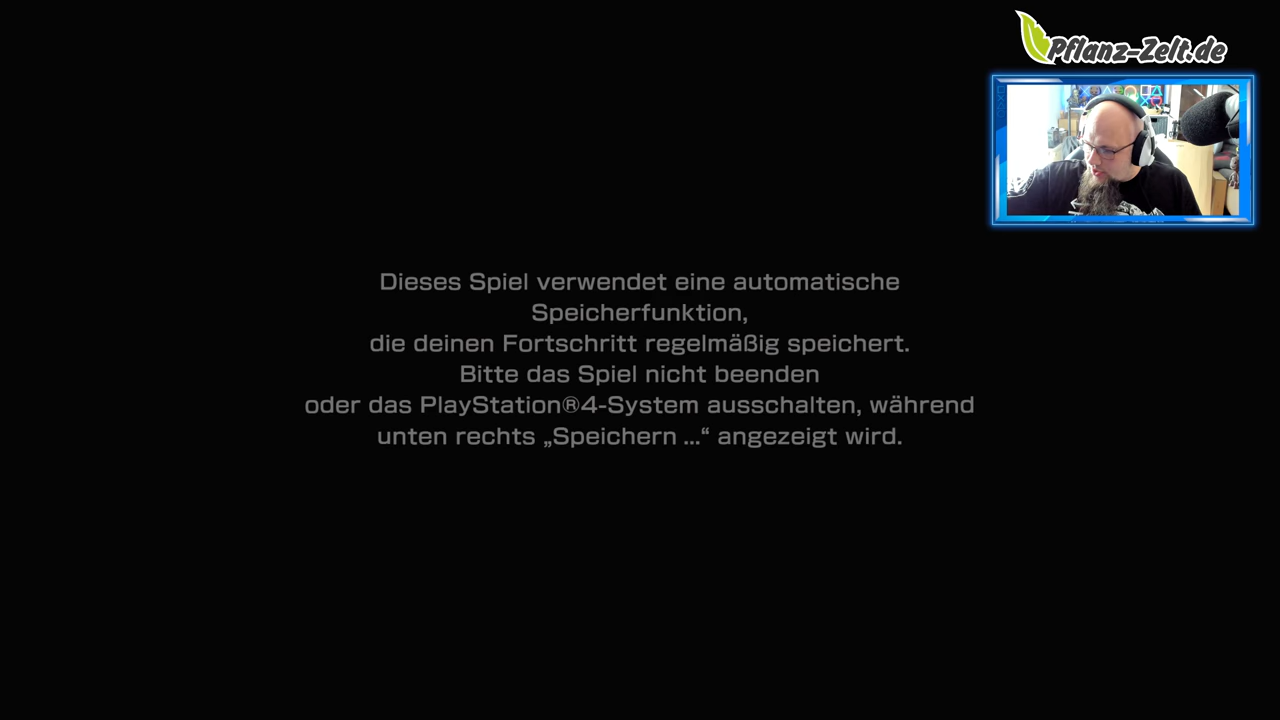 Pflanz-Zelt.de
Dieses Spiel verwendet eine automatische
Speicherfunktion,
die deinen Fortschritt regelmäßig speichert.
Bitte das Spiel nicht beenden
oder das PlayStation®4-System ausschalten, während
unten rechts „Speichern ...“ angezeigt wird.